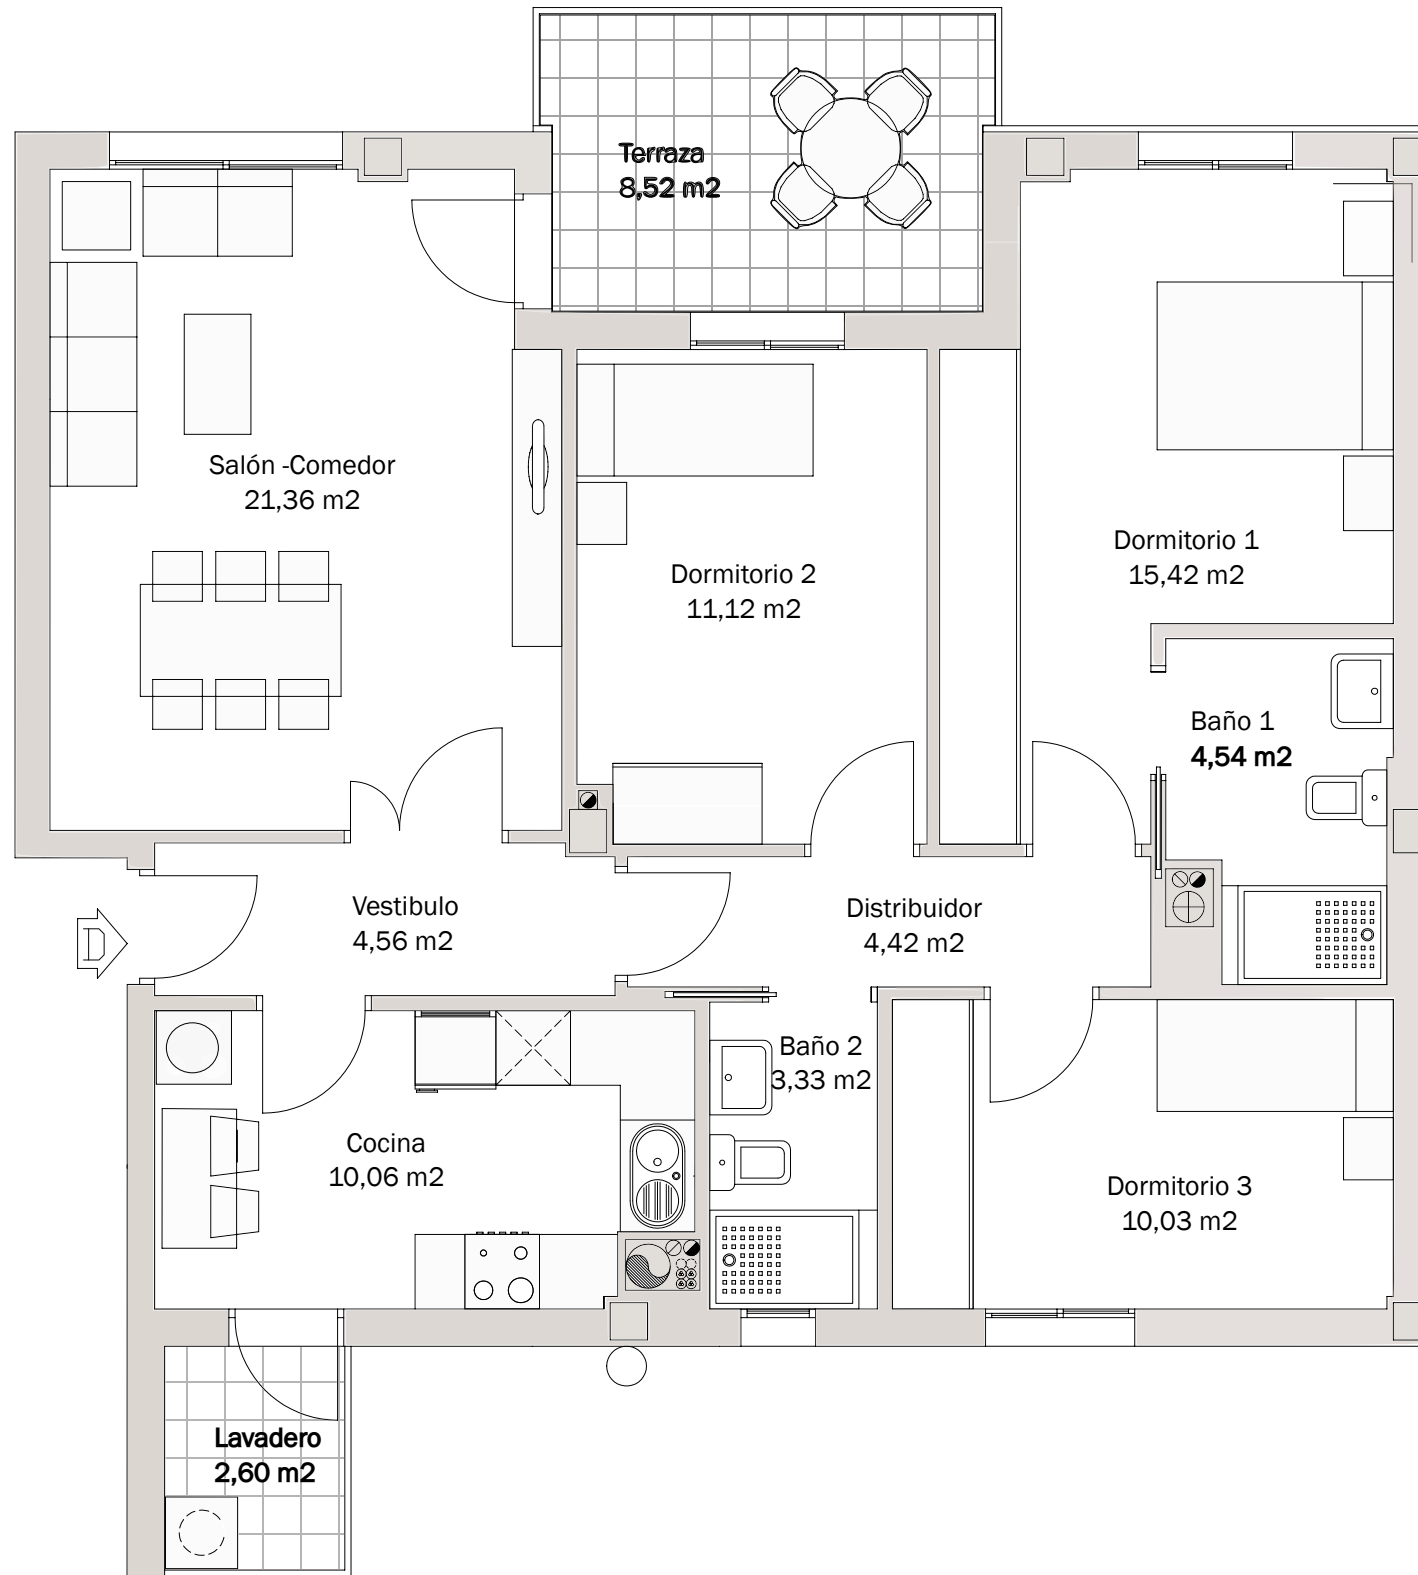 Terraza
8,52 m2
Salón -Comedor
21,36 m2
Dormitorio 2
11,12 m2
Dormitorio 1
15,42 m2
Baño 1
4,54 m2
Vestibulo
4,56 m2
Distribuidor
4,42 m2
D
Baño 2
3,33 m2
Cocina
10,06 m2
Dormitorio 3
10,03 m2
Lavadero
2,60 m2